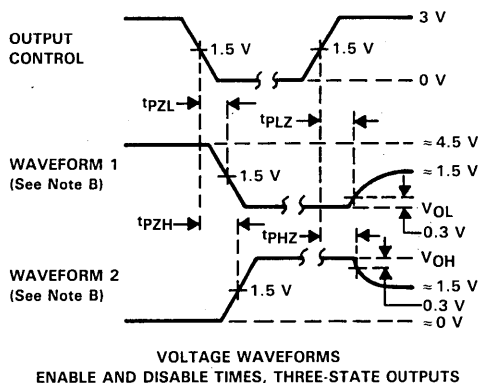 3 V
OUTPUT
CONTROL
1.5 V
1.5 V
0 V
tPZL
tPLZ
≈ 4.5 V
WAVEFORM 1
(See Note B)
1.5 V
≈ 1.5 V
VOL
0.3 V
tPZH
tPHZ
VOH
WAVEFORM 2
(See Note B)
1.5 V
≈ 1.5 V
0.3 V
≈ 0 V
VOLTAGE WAVEFORMS
ENABLE AND DISABLE TIMES, THREE-STATE OUTPUTS